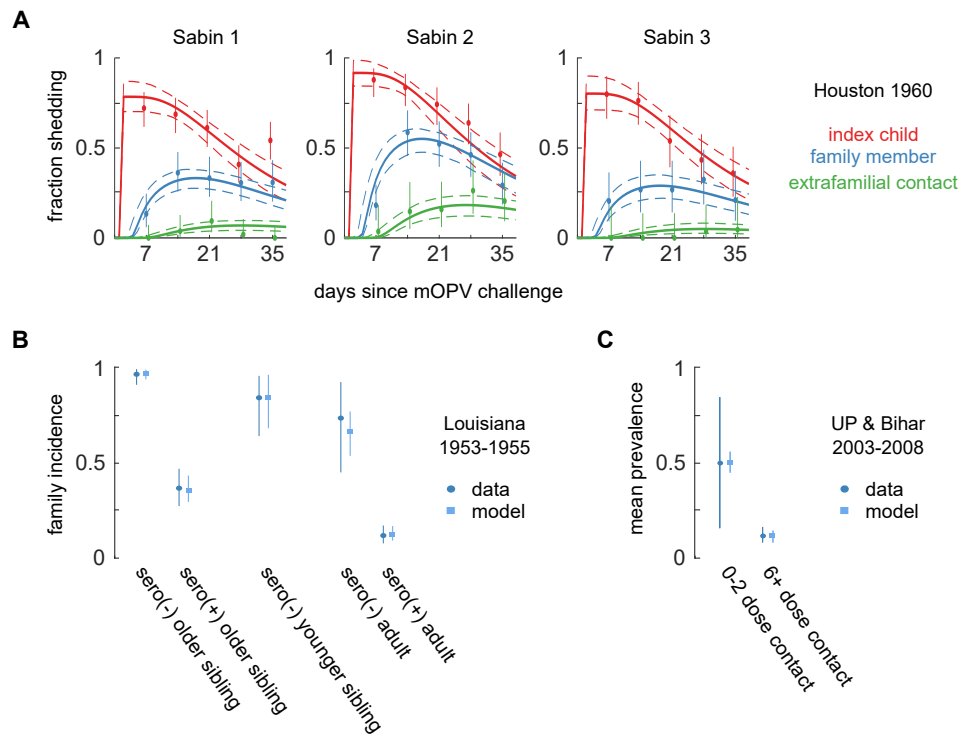 A
Sabin 1
Sabin 2
Sabin 3
fraction shedding
1
0.5
0
7
21
35
1
0.5
0
7
21
35
1
0.5
0
7
21
35
days since mOPV challenge
Houston 1960
index child
family member
extrafamilial contact
B
family incidence
1
0.5
0
sero(-) older sibling
sero(+) older sibling
sero(-) younger sibling
sero(-) adult
sero(+) adult
Louisiana
1953-1955
data
model
C
mean prevalence
1
0.5
0
0-2 dose contact
6+ dose contact
UP & Bihar
2003-2008
data
model